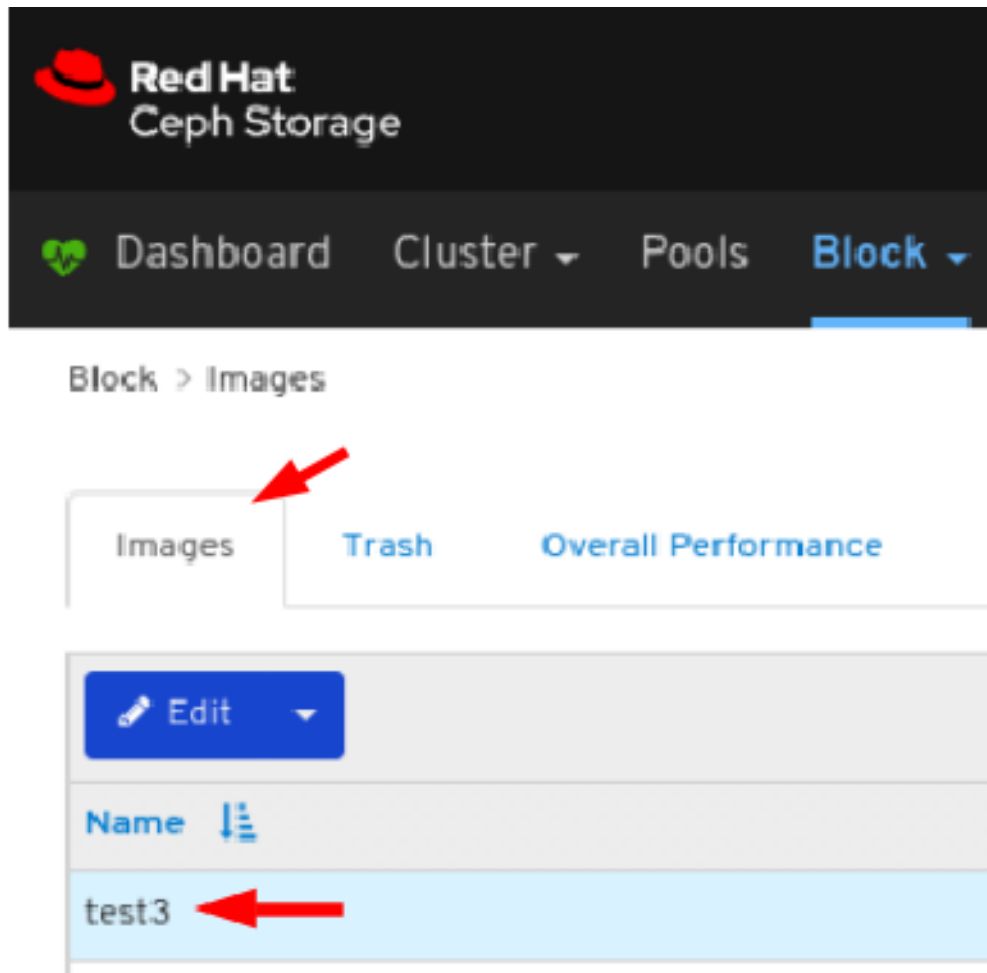 Red Hat
Ceph Storage
Dashboard Cluster Pools Block
Block > Images
Images Trash Overall Performance
Edit
Name
test3